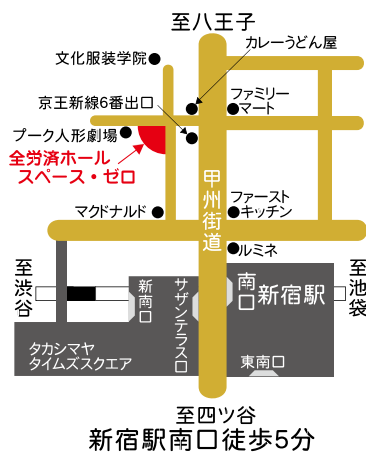 至八王子
カレーうどん屋
文化服装学院
ファミリー
マート
京王新線6番出口
プーク人形劇場
全労済ホール
スペース・ゼロ
甲州街道
マクドナルド
ファースト
キッチン
ルミネ
至渋谷
新南口
サザンテラス口
南口
新宿駅
至池袋
タカシマヤ
タイムズスクエア
東南口
至四ツ谷
新宿駅南口徒歩5分